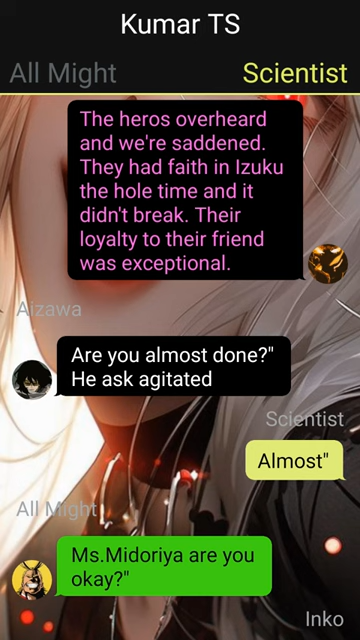 Kumar TS
All Might
Scientist
The heros overheard
and we're saddened.
They had faith in Izuku
the hole time and it
didn't break. Their
loyalty to their friend
was exceptional.
Aizawa
Are you almost done?"
He ask agitated
Scientist
Almost"
All Might
Ms.Midoriya are you
okay?"
Inko